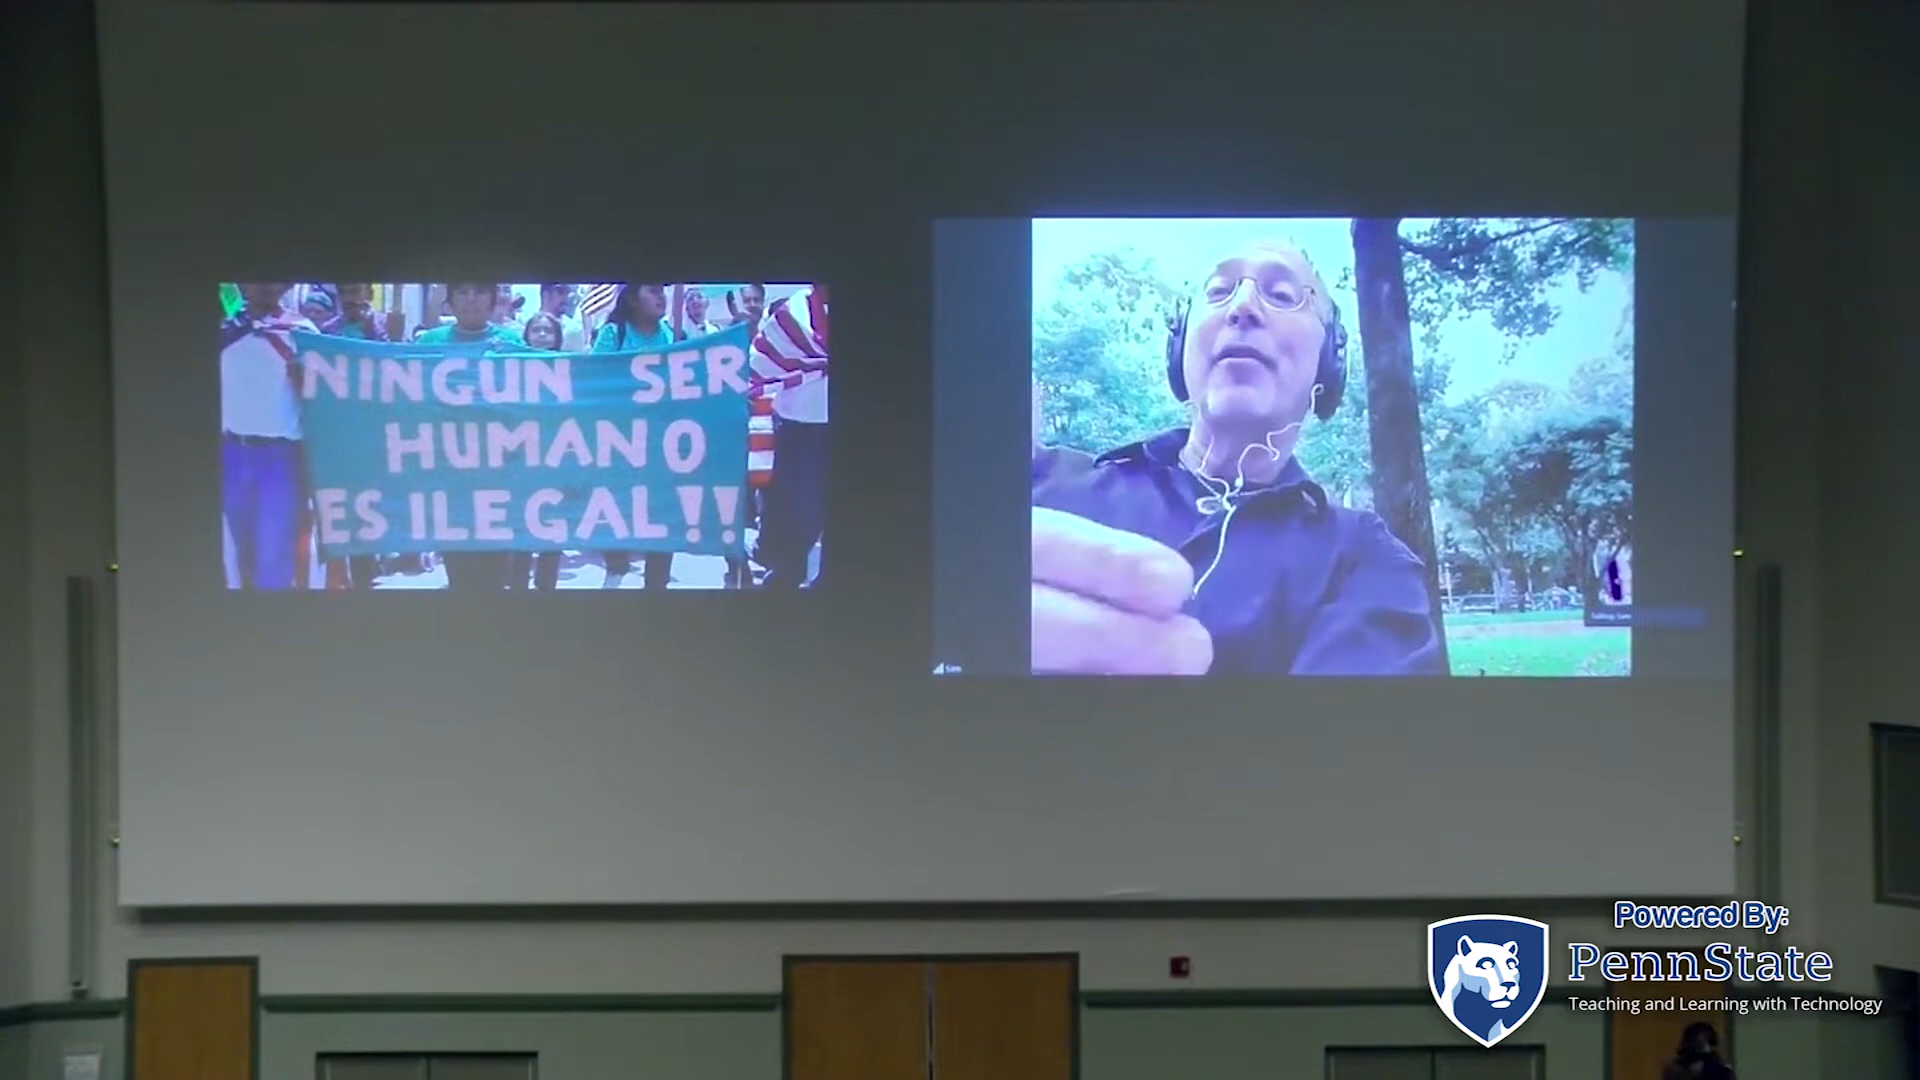 NINGUN SER
HUMANO
ES ILEGAL!!
Powered By:
PennState
Teaching and Learning with Technology